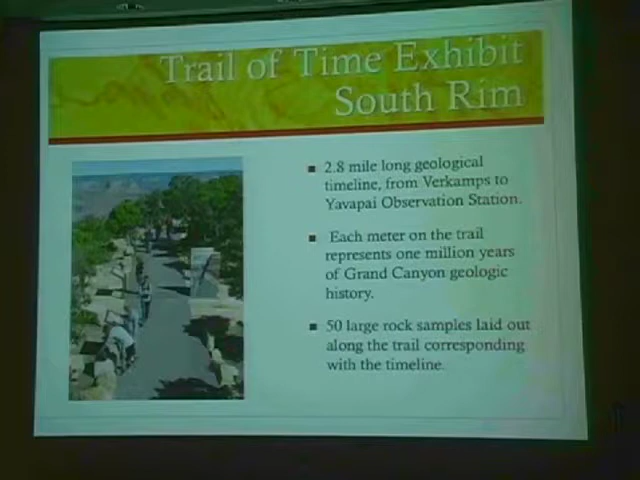 Trail of Time Exhibit
South Rim
2.8 mile long geological
timeline, from Verkamps to
Yavapai Observation Station.
Each meter on the trail
represents one million years
of Grand Canyon geologic
history.
50 large rock samples laid out
along the trail corresponding
with the timeline.